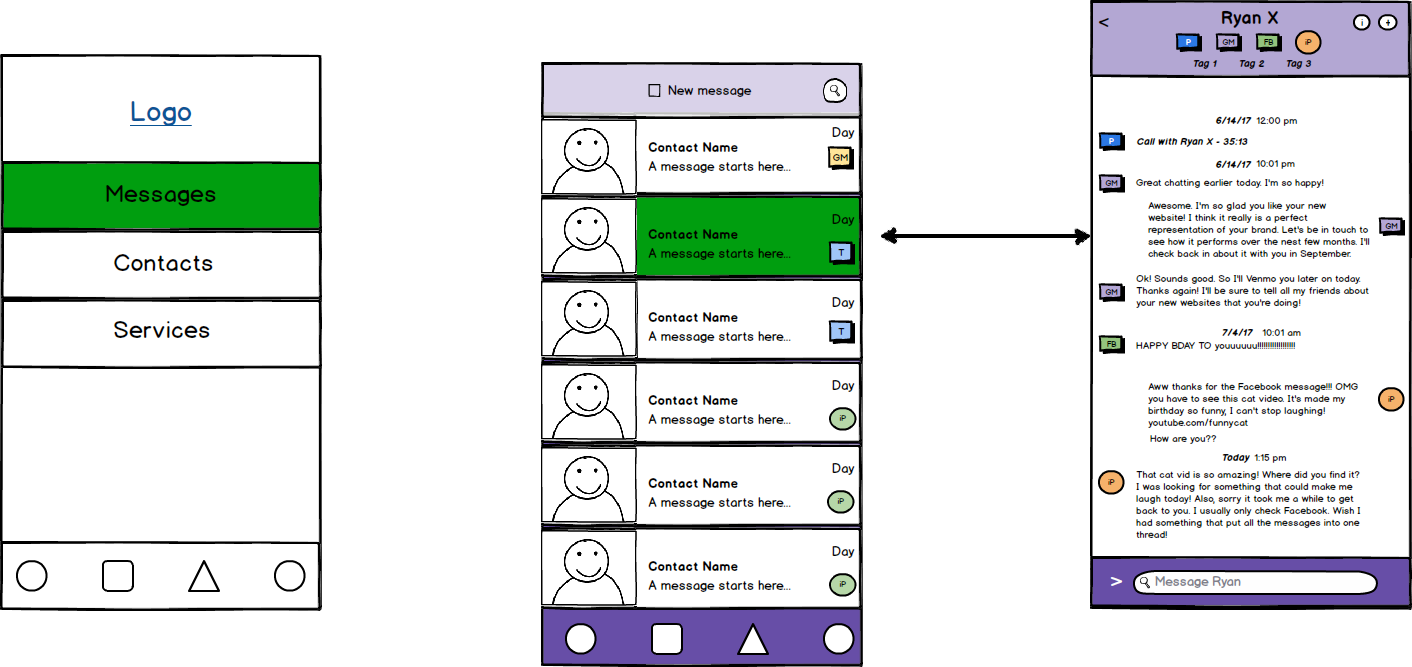 Logo
Messages
Contacts
Services
New message
Day
Contact Name
GM
A message starts here...
Day
Contact Name
T
A message starts here...
Day
Contact Name
T
A message starts here...
Day
Contact Name
iP
A message starts here...
Day
Contact Name
iP
A message starts here...
Day
Contact Name
iP
A message starts here...
< Ryan X i +
P GM FB iP
Tag 1 Tag 2 Tag 3
6/14/17 12:00 pm
P Call with Ryan X - 35:13
6/14/17 10:01 pm
GM Great chatting earlier today. I'm so happy!
Awesome. I'm so glad you like your new
website! I think it really is a perfect
representation of your brand. Let's be in touch to
GM
see how it performs over the nest few months. I'll
check back in about it with you in September.
Ok! Sounds good. So I'll Venmo you later on today.
GM Thanks again! I'll be sure to tell all my friends about
your new websites that you're doing!
7/4/17 10:01 am
FB HAPPY BDAY TO youuuuuu!!!!!!!!!!!!!!!!!!
Aww thanks for the Facebook message!!! OMG
you have to see this cat video. It's made my
iP
birthday so funny, I can't stop laughing!
youtube.com/funnycat
How are you??
Today 1:15 pm
That cat vid is so amazing! Where did you find it?
iP I was looking for something that could make me
laugh today! Also, sorry it took me a while to get
back to you. I usually only check Facebook. Wish I
had something that put all the messages into one
thread!
> Message Ryan